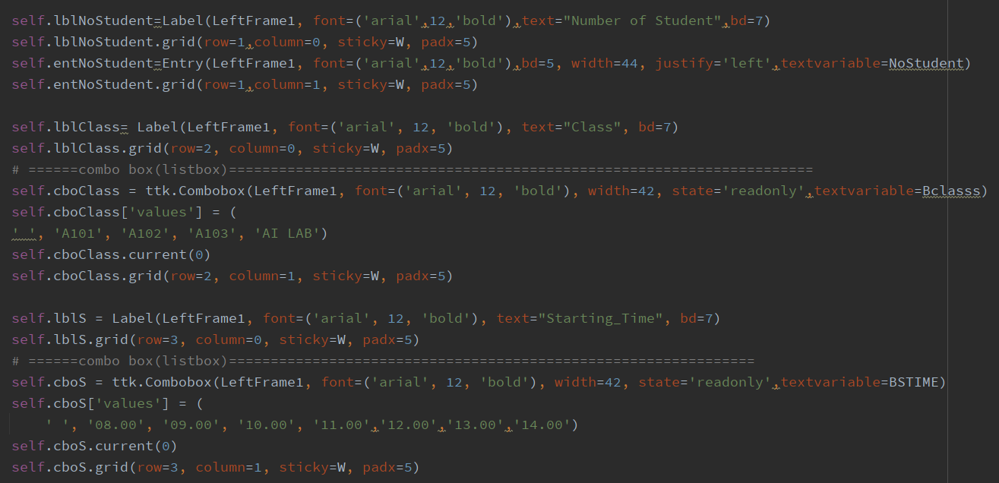 self.lblNoStudent=Label(LeftFrame1, font=('arial',12,'bold'),text="Number of Student",bd=7)
self.lblNoStudent.grid(row=1,column=0, sticky=W, padx=5)
self.entNoStudent=Entry(LeftFrame1, font=('arial',12,'bold'),bd=5, width=44, justify='left',textvariable=NoStudent)
self.entNoStudent.grid(row=1,column=1, sticky=W, padx=5)

self.lblClass= Label(LeftFrame1, font=('arial', 12, 'bold'), text="Class", bd=7)
self.lblClass.grid(row=2, column=0, sticky=W, padx=5)
# ======combo box(listbox)======================================================================
self.cboClass = ttk.Combobox(LeftFrame1, font=('arial', 12, 'bold'), width=42, state='readonly',textvariable=Bclasss)
self.cboClass['values'] = (
' ', 'A101', 'A102', 'A103', 'AI LAB')
self.cboClass.current(0)
self.cboClass.grid(row=2, column=1, sticky=W, padx=5)

self.lblS = Label(LeftFrame1, font=('arial', 12, 'bold'), text="Starting_Time", bd=7)
self.lblS.grid(row=3, column=0, sticky=W, padx=5)
# ======combo box(listbox)===============================================================
self.cboS = ttk.Combobox(LeftFrame1, font=('arial', 12, 'bold'), width=42, state='readonly',textvariable=BSTIME)
self.cboS['values'] = (
    ' ', '08.00', '09.00', '10.00', '11.00','12.00','13.00','14.00')
self.cboS.current(0)
self.cboS.grid(row=3, column=1, sticky=W, padx=5)